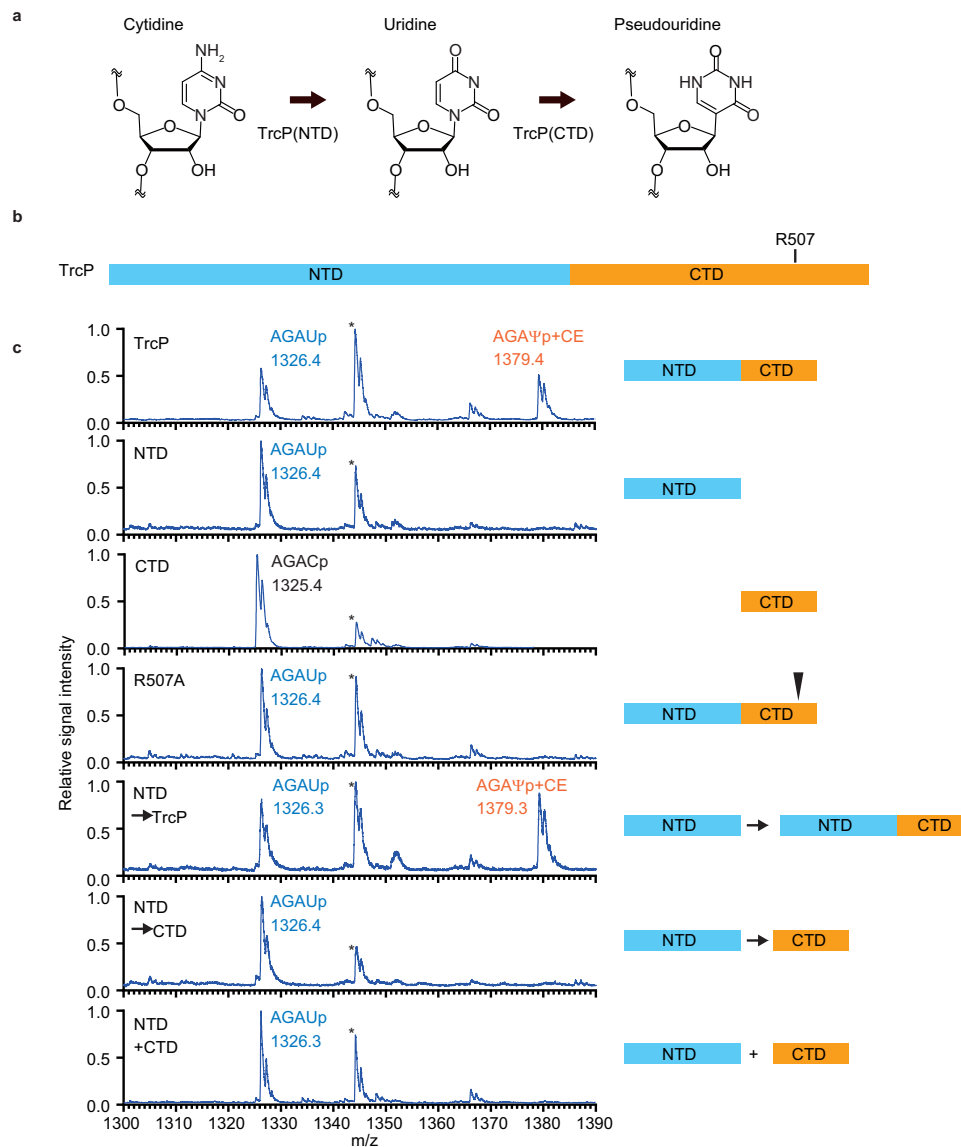 a
Cytidine
Uridine
Pseudouridine
NH2
N
N
O
O
O
O
OH
TrcP(NTD)
O
N
N
O
O
O
O
OH
TrcP(CTD)
O
HN
NH
O
O
O
O
OH
b
R507
TrcP
NTD
CTD
c
Relative signal intensity
1.0
0.5
0.0
TrcP
AGAUp
1326.4
*
AGAΨp+CE
1379.4
NTD
CTD
1.0
0.5
0.0
NTD
AGAUp
1326.4
*
NTD
1.0
0.5
0.0
CTD
AGACp
1325.4
*
CTD
1.0
0.5
0.0
R507A
AGAUp
1326.4
*
NTD
CTD
1.0
0.5
0.0
NTD
→TrcP
AGAUp
1326.3
*
AGAΨp+CE
1379.3
NTD → NTD CTD
1.0
0.5
0.0
NTD
→CTD
AGAUp
1326.4
*
NTD → CTD
1.0
0.5
0.0
NTD
+CTD
AGAUp
1326.3
*
NTD + CTD
1300 1310 1320 1330 1340 1350 1360 1370 1380 1390
m/z